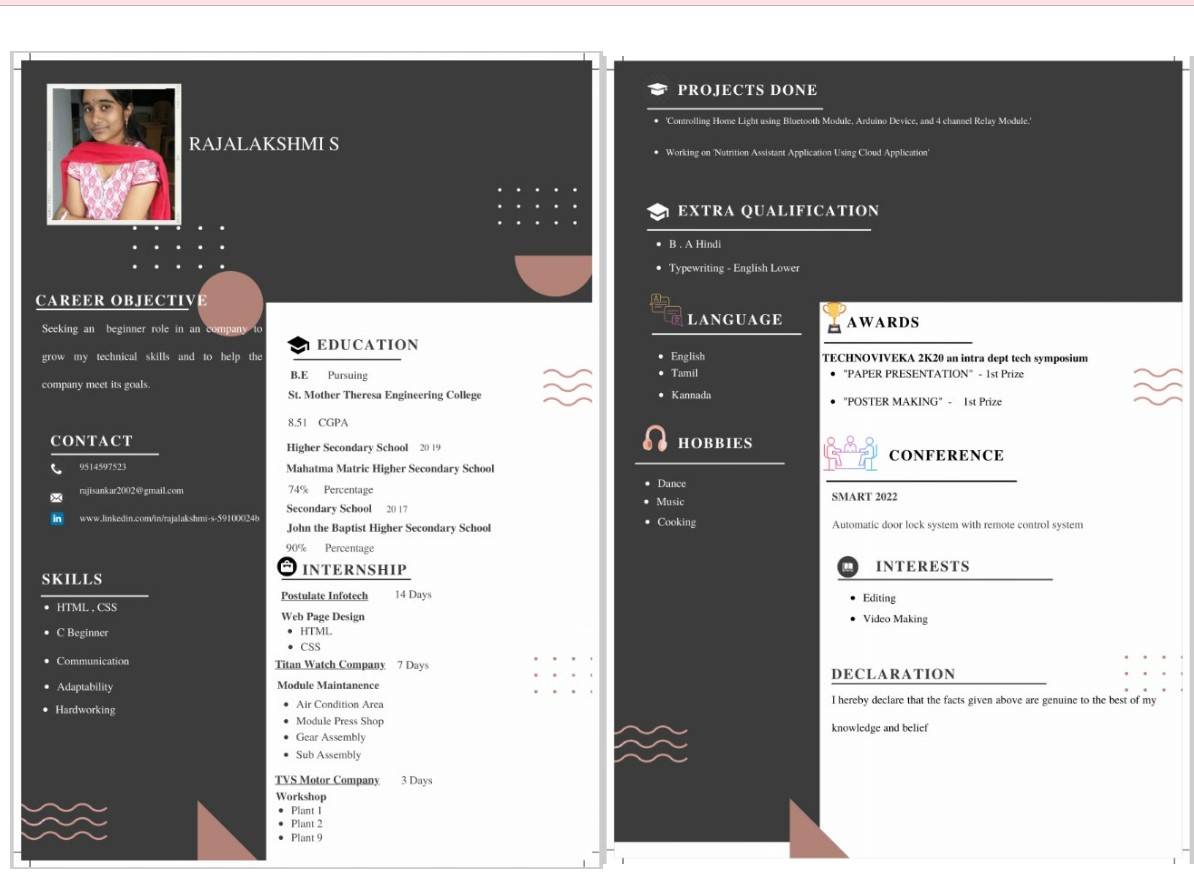 RAJALAKSHMI S
CAREER OBJECTIVE
Seeking an beginner role in an company to
grow my technical skills and to help the
company meet its goals.
CONTACT
9514597523
rajisankar2002@gmail.com
www.linkedin.com/in/rajalakshmi-s-59100024b
SKILLS
HTML , CSS
C Beginner
Communication
Adaptability
Hardworking
EDUCATION
B.E Pursuing
St. Mother Theresa Engineering College
8.51 CGPA
Higher Secondary School 20 19
Mahatma Matric Higher Secondary School
74% Percentage
Secondary School 20 17
John the Baptist Higher Secondary School
90% Percentage
INTERNSHIP
Postulate Infotech 14 Days
Web Page Design
HTML
CSS
Titan Watch Company 7 Days
Module Maintanence
Air Condition Area
Module Press Shop
Gear Assembly
Sub Assembly
TVS Motor Company 3 Days
Workshop
Plant 1
Plant 2
Plant 9
PROJECTS DONE
'Controlling Home Light using Bluetooth Module, Arduino Device, and 4 channel Relay Module.'
Working on 'Nutrition Assistant Application Using Cloud Application'
EXTRA QUALIFICATION
B . A Hindi
Typewriting - English Lower
LANGUAGE
English
Tamil
Kannada
HOBBIES
Dance
Music
Cooking
AWARDS
TECHNOVIVEKA 2K20 an intra dept tech symposium
"PAPER PRESENTATION" - 1st Prize
"POSTER MAKING" - 1st Prize
CONFERENCE
SMART 2022
Automatic door lock system with remote control system
INTERESTS
Editing
Video Making
DECLARATION
I hereby declare that the facts given above are genuine to the best of my
knowledge and belief